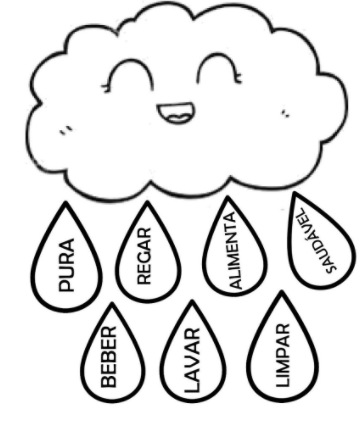 PURA
REGAR
ALIMENTA
SAUDÁVEL
BEBER
LAVAR
LIMPAR